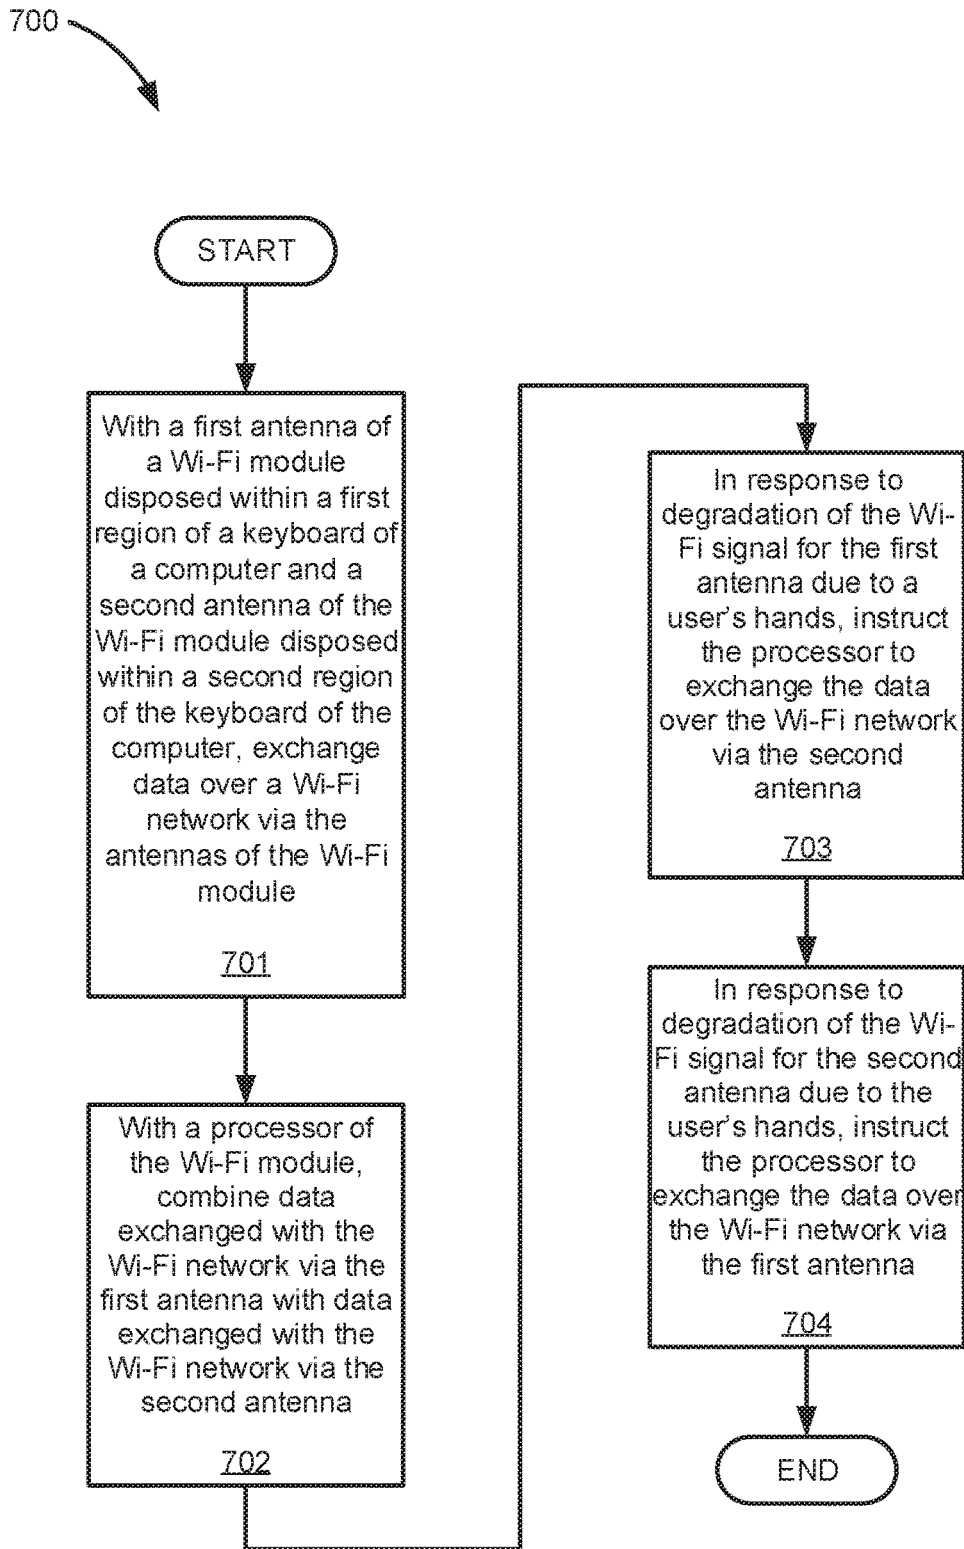 700
START
With a first antenna of
a Wi-Fi module
disposed within a first
region of a keyboard of
a computer and a
second antenna of the
Wi-Fi module disposed
within a second region
of the keyboard of the
computer, exchange
data over a Wi-Fi
network via the
antennas of the Wi-Fi
module
701
With a processor of
the Wi-Fi module,
combine data
exchanged with the
Wi-Fi network via the
first antenna with data
exchanged with the
Wi-Fi network via the
second antenna
702
In response to
degradation of the Wi-
Fi signal for the first
antenna due to a
user's hands, instruct
the processor to
exchange the data
over the Wi-Fi network
via the second
antenna
703
In response to
degradation of the Wi-
Fi signal for the second
antenna due to the
user's hands, instruct
the processor to
exchange the data over
the Wi-Fi network via
the first antenna
704
END